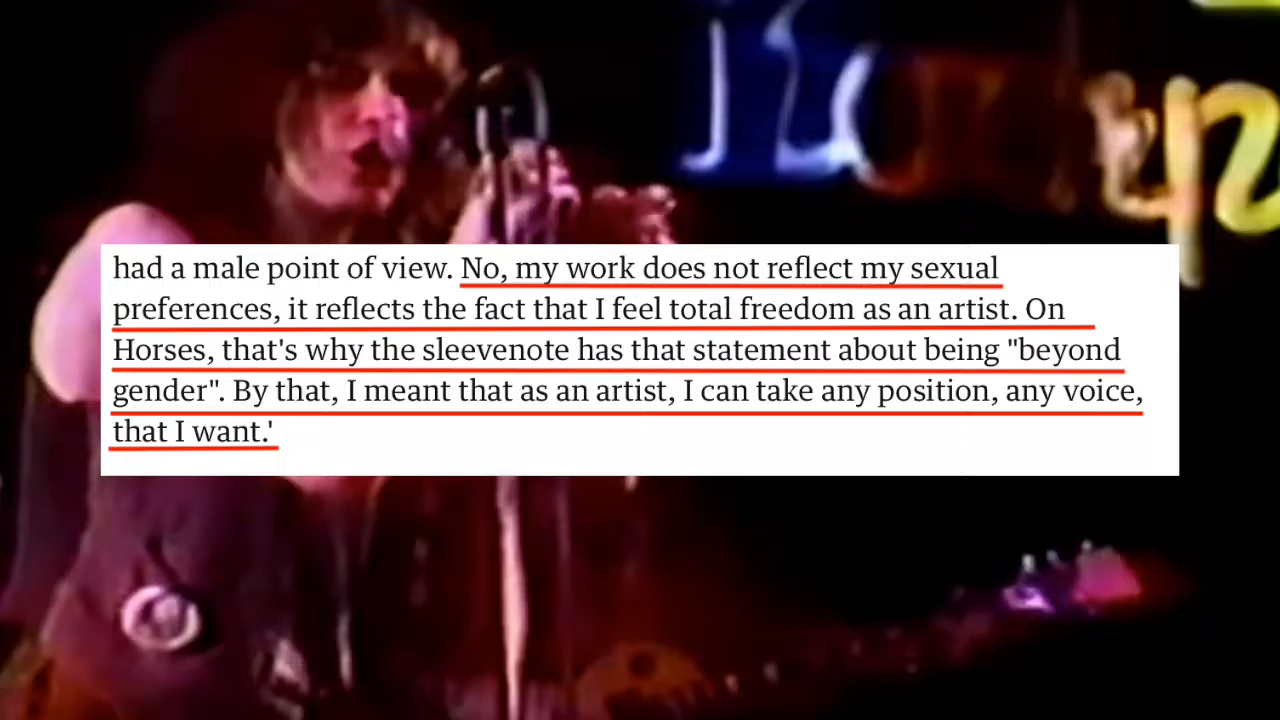 had a male point of view. No, my work does not reflect my sexual
preferences, it reflects the fact that I feel total freedom as an artist. On
Horses, that's why the sleevenote has that statement about being "beyond
gender". By that, I meant that as an artist, I can take any position, any voice,
that I want.'